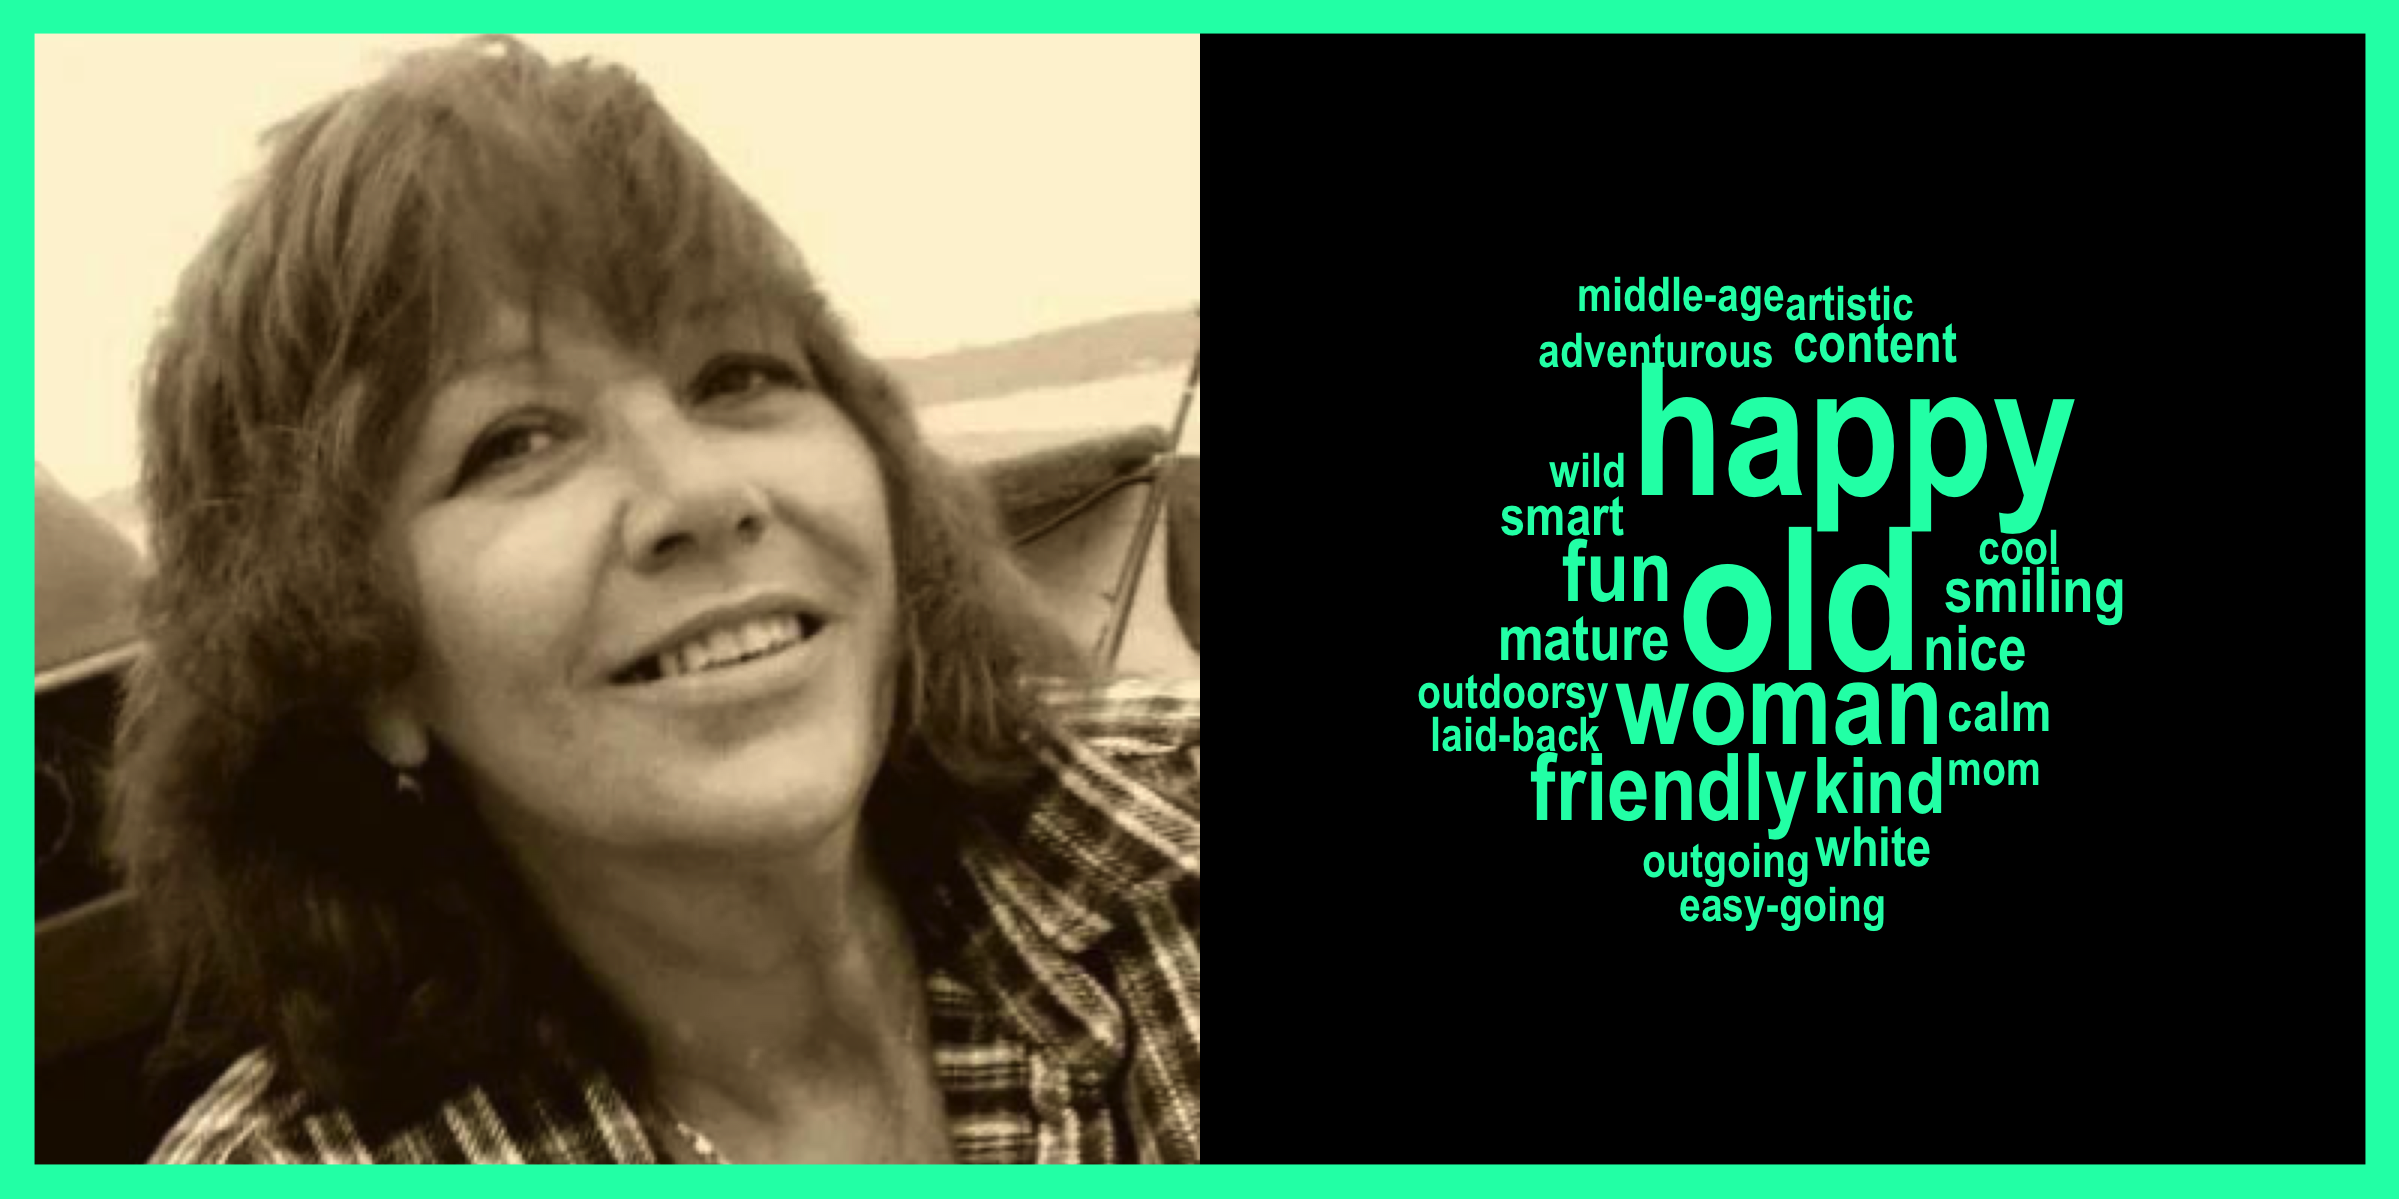 middle-age artistic
adventurous content
happy
wild
smart
cool
fun old smiling
mature nice
outdoorsy woman calm
laid-back
friendly kind mom
outgoing white
easy-going